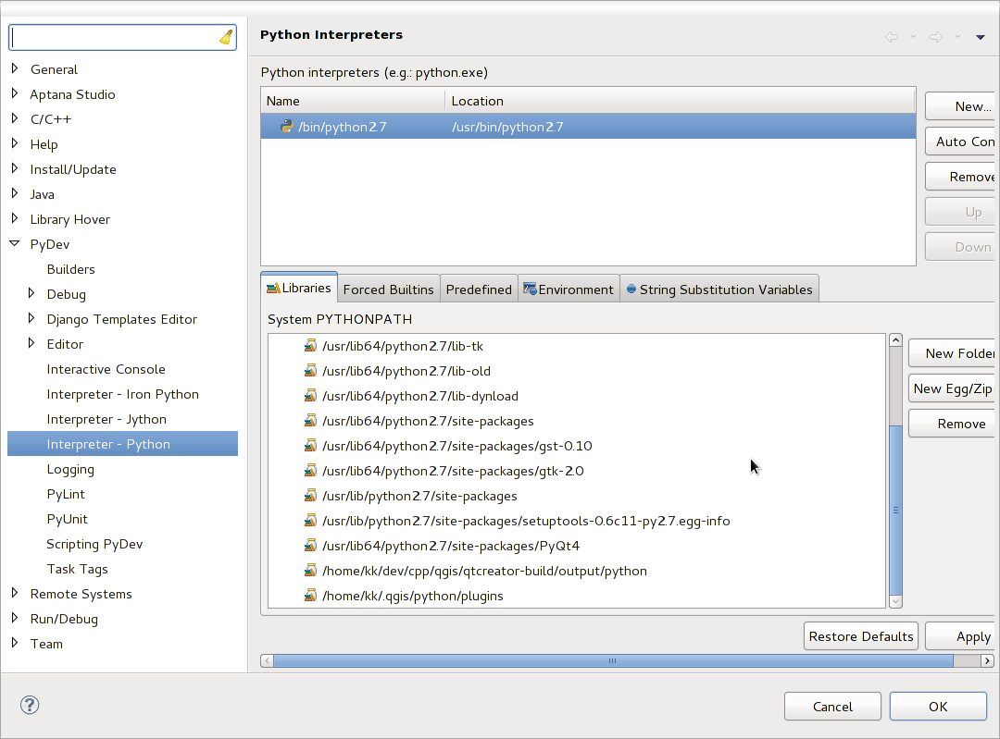 Python Interpreters
General
Aptana Studio
C/C++
Help
Install/Update
Java
Library Hover
PyDev
Builders
Debug
Django Templates Editor
Editor
Interactive Console
Interpreter - Iron Python
Interpreter - Jython
Interpreter - Python
Logging
PyLint
PyUnit
Scripting PyDev
Task Tags
Remote Systems
Run/Debug
Team
Python interpreters (e.g.: python.exe)
Name Location
/bin/python2.7 /usr/bin/python2.7
New...
Auto Con
Remove
Up
Down
Libraries Forced Builtins Predefined Environment String Substitution Variables
System PYTHONPATH
/usr/lib64/python2.7/lib-tk
/usr/lib64/python2.7/lib-old
/usr/lib64/python2.7/lib-dynload
/usr/lib64/python2.7/site-packages
/usr/lib64/python2.7/site-packages/gst-0.10
/usr/lib64/python2.7/site-packages/gtk-2.0
/usr/lib/python2.7/site-packages
/usr/lib/python2.7/site-packages/setuptools-0.6c11-py2.7.egg-info
/usr/lib64/python2.7/site-packages/PyQt4
/home/kk/dev/cpp/qgis/qtcreator-build/output/python
/home/kk/.qgis/python/plugins
New Folder
New Egg/Zip
Remove
Restore Defaults Apply
? Cancel OK